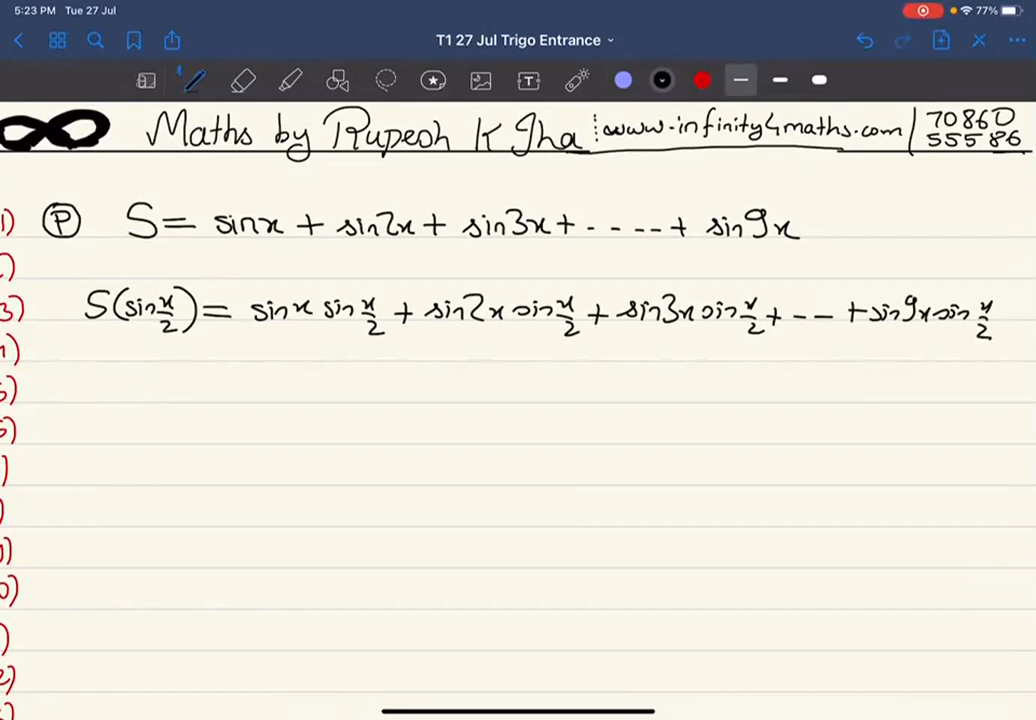 5:23 PM Tue 27 Jul
77%
T1 27 Jul Trigo Entrance
T
Maths by Rupesh K Jha
www.infinity4maths.com
70860
55586
1) P S = sinx + sin2x + sin3x + ..... + sin9x
3) S(sin x/2) = sinx sin x/2 + sin2x sin x/2 + sin3x sin x/2 + -- + sin9x sin x/2